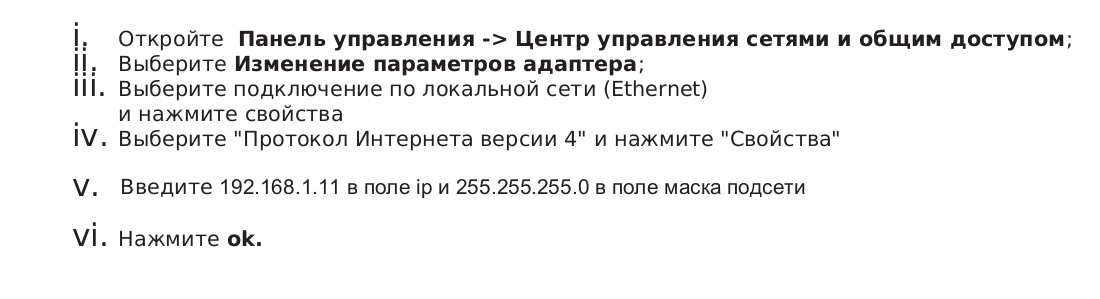 i. Откройте Панель управления -> Центр управления сетями и общим доступом;
ii. Выберите Изменение параметров адаптера;
iii. Выберите подключение по локальной сети (Ethernet)
и нажмите свойства
iv. Выберите "Протокол Интернета версии 4" и нажмите "Свойства"
v. Введите 192.168.1.11 в поле ip и 255.255.255.0 в поле маска подсети
vi. Нажмите ok.